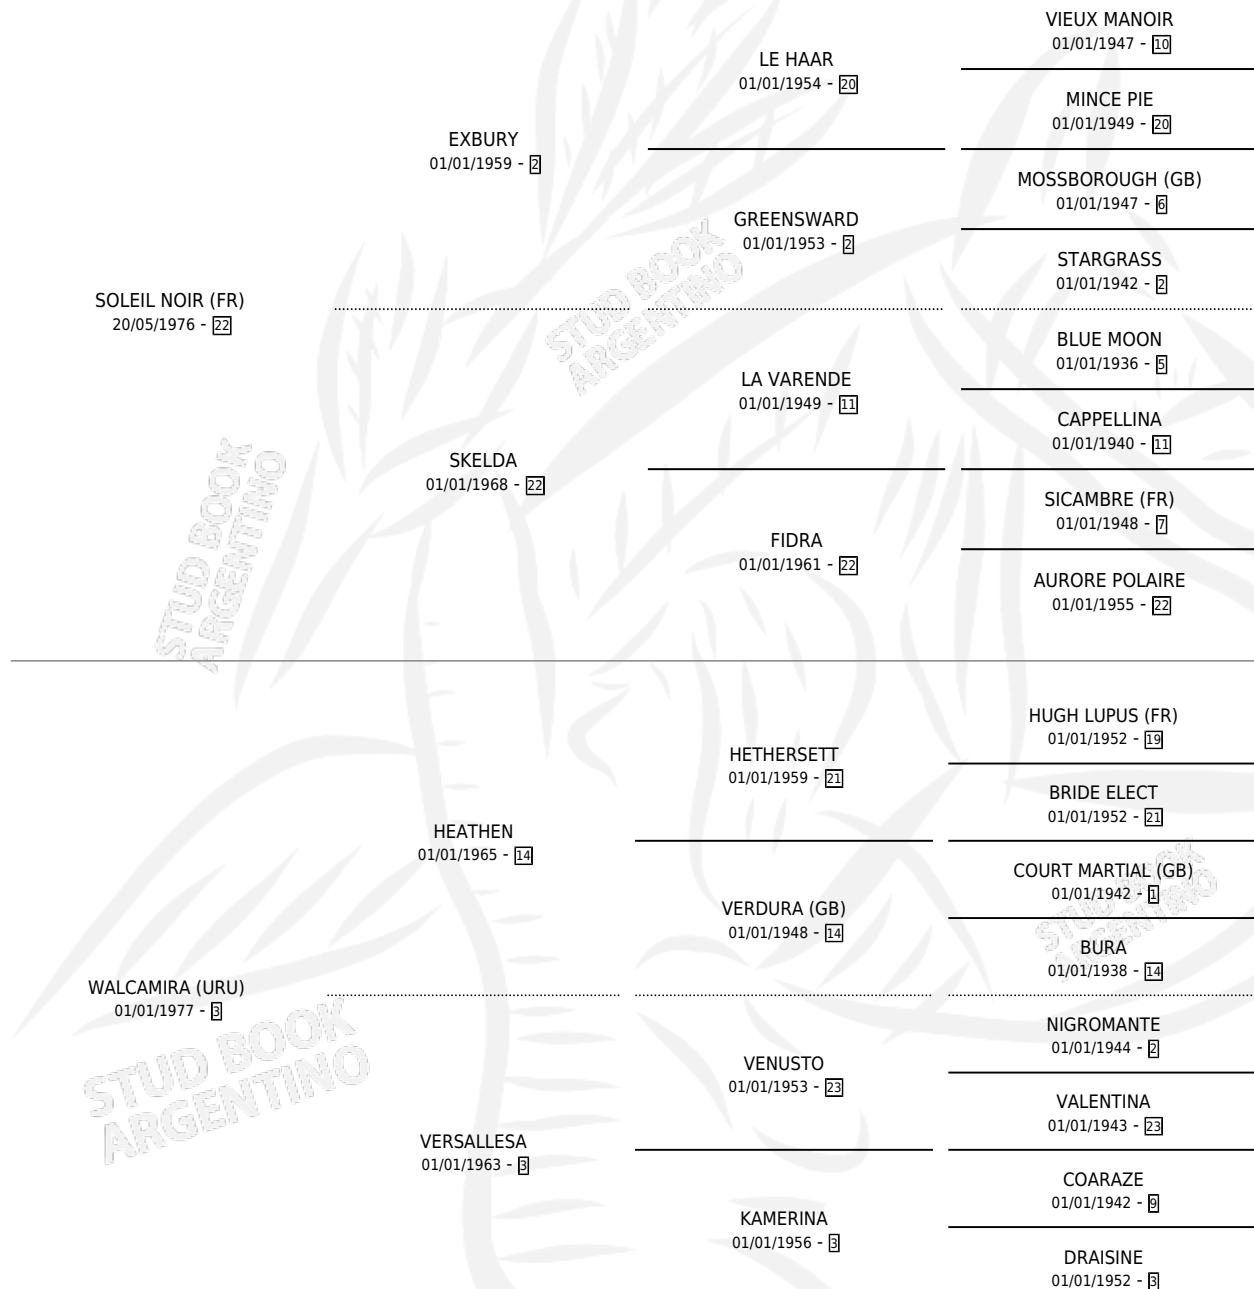 VIEUX MANOIR
01/01/1947 - 10
LE HAAR
01/01/1954 - 20
MINCE PIE
01/01/1949 - 20
EXBURY
01/01/1959 - 2
MOSSBOROUGH (GB)
01/01/1947 - 6
GREENSWARD
01/01/1953 - 2
STARGRASS
01/01/1942 - 2
SOLEIL NOIR (FR)
20/05/1976 - 22
STUD BOOK
ARGENTINO
BLUE MOON
01/01/1936 - 5
LA VARENDE
01/01/1949 - 11
CAPPELLINA
01/01/1940 - 11
SKELDA
01/01/1968 - 22
SICAMBRE (FR)
01/01/1948 - 7
FIDRA
01/01/1961 - 22
AURORE POLAIRE
01/01/1955 - 22
STUD BOOK
ARGENTINO
HUGH LUPUS (FR)
01/01/1952 - 19
HETHERSETT
01/01/1959 - 21
BRIDE ELECT
01/01/1952 - 21
HEATHEN
01/01/1965 - 14
COURT MARTIAL (GB)
01/01/1942 - 1
VERDURA (GB)
01/01/1948 - 14
BURA
01/01/1938 - 14
STUD BOOK
ARGENTINO
WALCAMIRA (URU)
01/01/1977 - 3
NIGROMANTE
01/01/1944 - 2
VENUSTO
01/01/1953 - 23
VALENTINA
01/01/1943 - 23
STUD BOOK
ARGENTINO
VERSALLESA
01/01/1963 - 3
COARAZE
01/01/1942 - 9
KAMERINA
01/01/1956 - 3
DRAISINE
01/01/1952 - 3